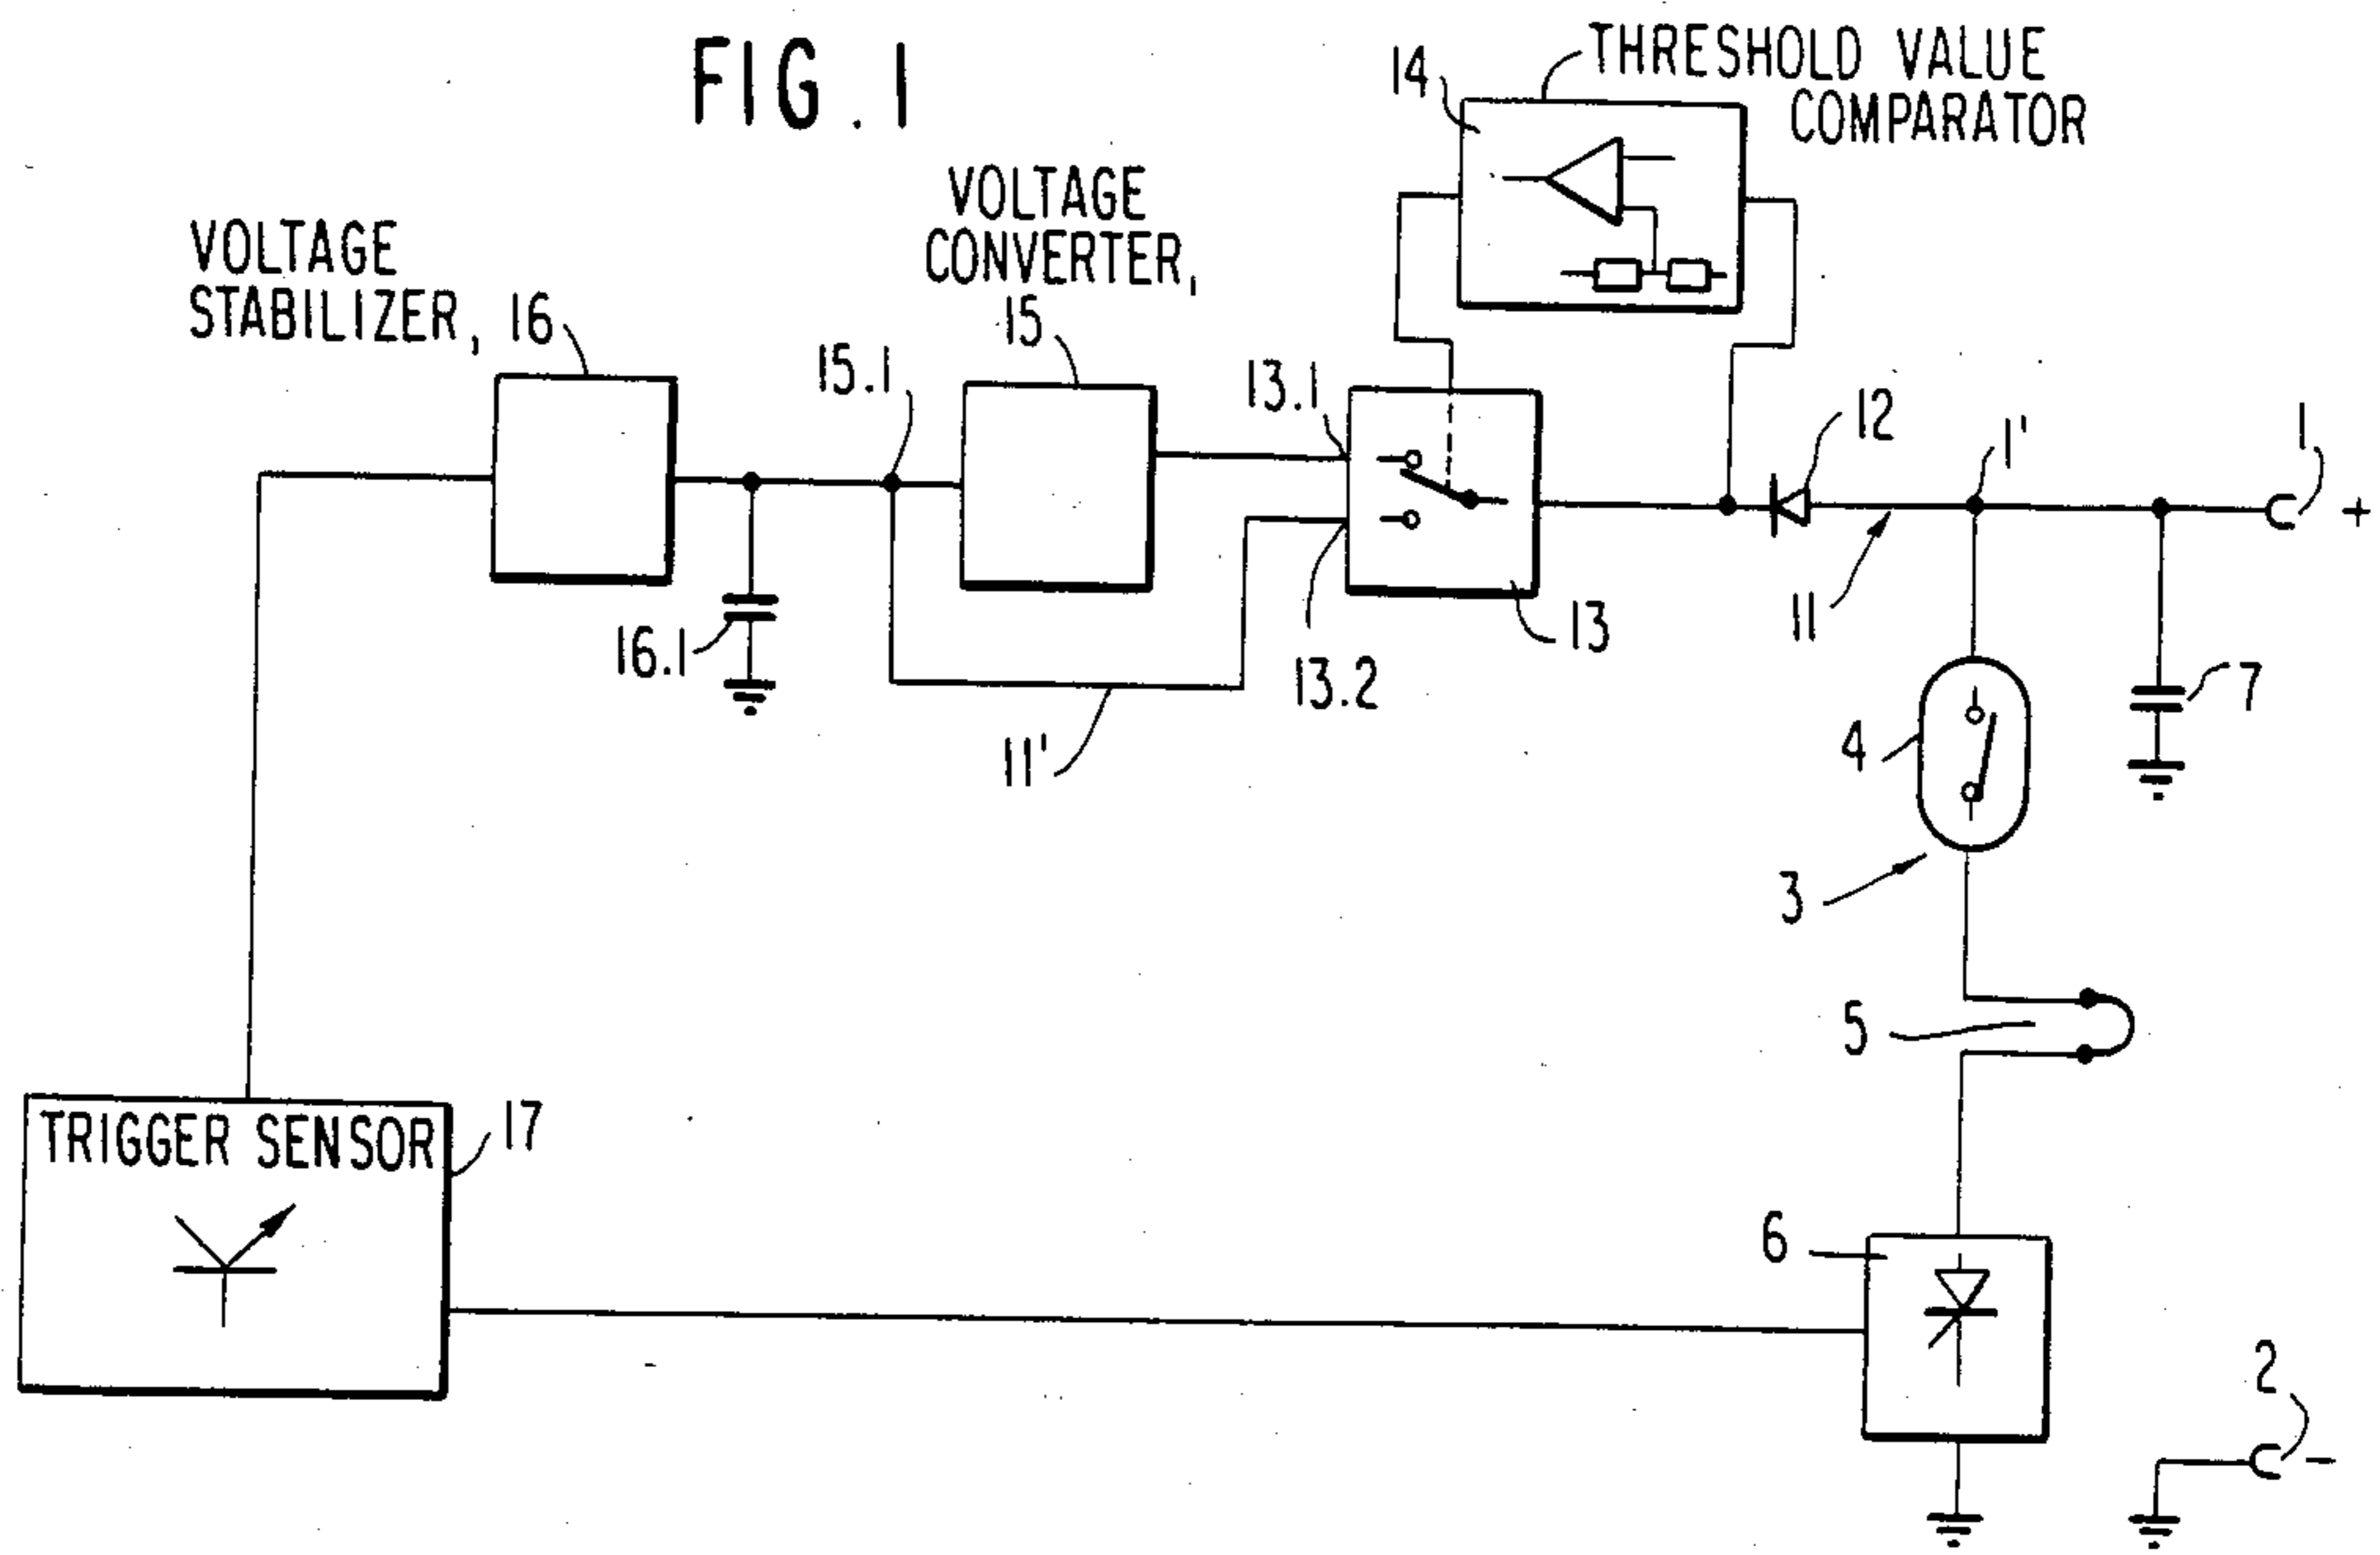 FIG. 1
THRESHOLD VALUE
COMPARATOR
14
VOLTAGE
CONVERTER,
15
VOLTAGE
STABILIZER, 16
15.1
13.1
12
1'
1
+
16.1
11'
13.2
13
11
7
4
3
5
TRIGGER SENSOR
17
6
2
-